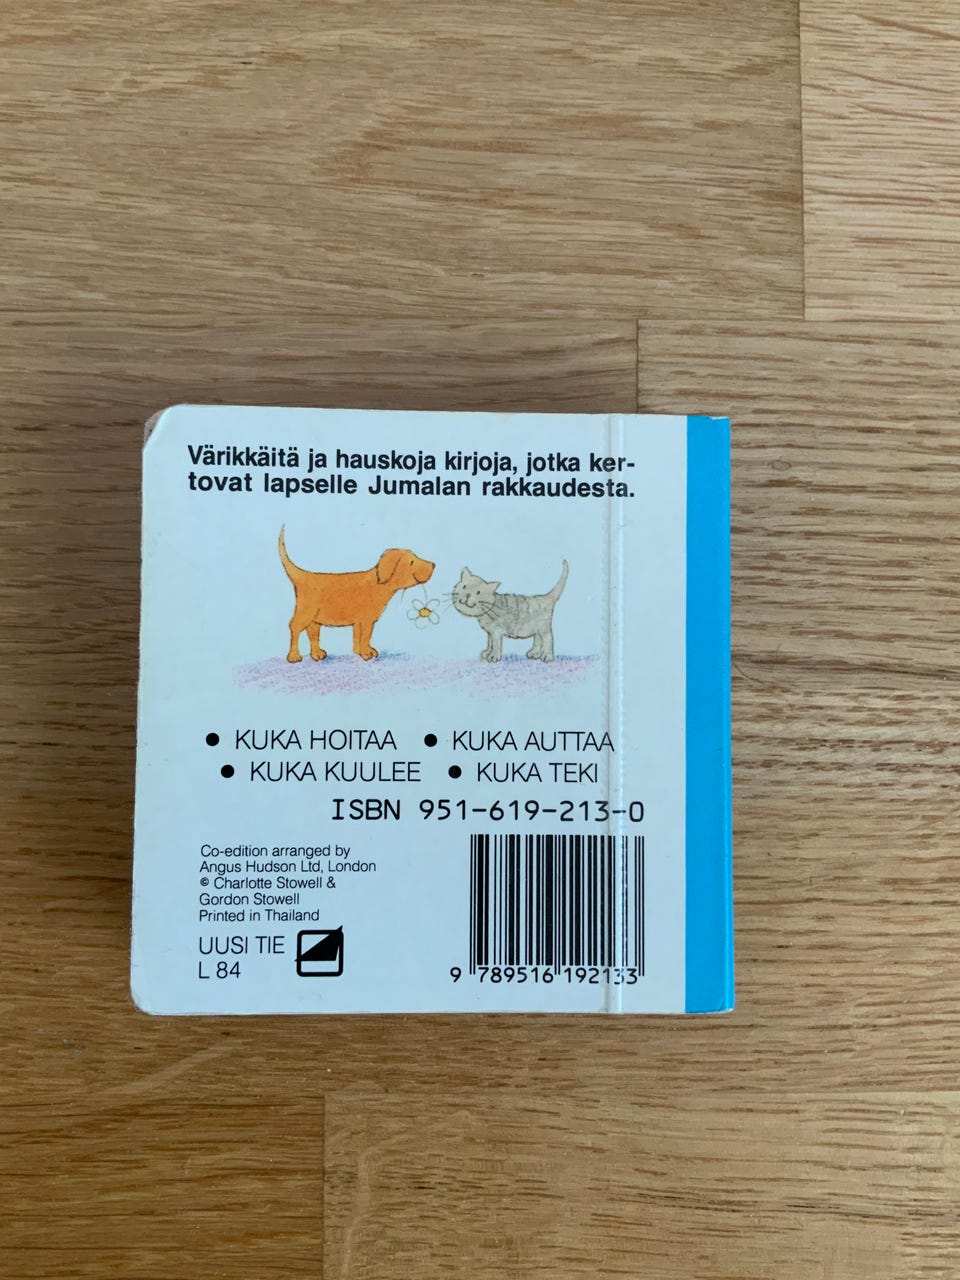 Värikkäitä ja hauskoja kirjoja, jotka ker-
tovat lapselle Jumalan rakkaudesta.
● KUKA HOITAA ● KUKA AUTTAA
● KUKA KUULEE ● KUKA TEKI
ISBN 951-619-213-0
Co-edition arranged by
Angus Hudson Ltd, London
© Charlotte Stowell &
Gordon Stowell
Printed in Thailand
UUSI TIE
L 84
9 789516 192133